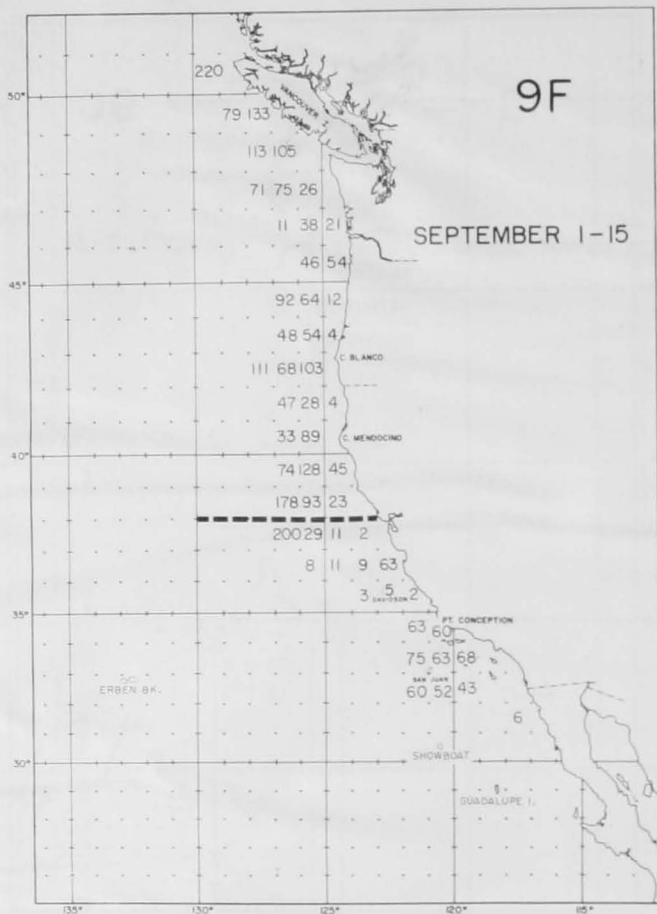 9F
220
50°
VANCOUVER
79 133
113 105
71 75 26
11 38 21
SEPTEMBER 1-15
46 54
45°
92 64 12
48 54 4
C. BLANCO
111 68 103
47 28 4
33 89
C. MENDOCINO
40°
74 128 45
178 93 23
200 29 11 2
8 11 9 63
3 5 2
DAVIDSON
35°
63 60
PT. CONCEPTION
75 63 68
SAN JUAN
60 52 43
ERBEN BK.
6
SHOWBOAT
30°
GUADALUPE I.
135° 130° 125° 120° 115°